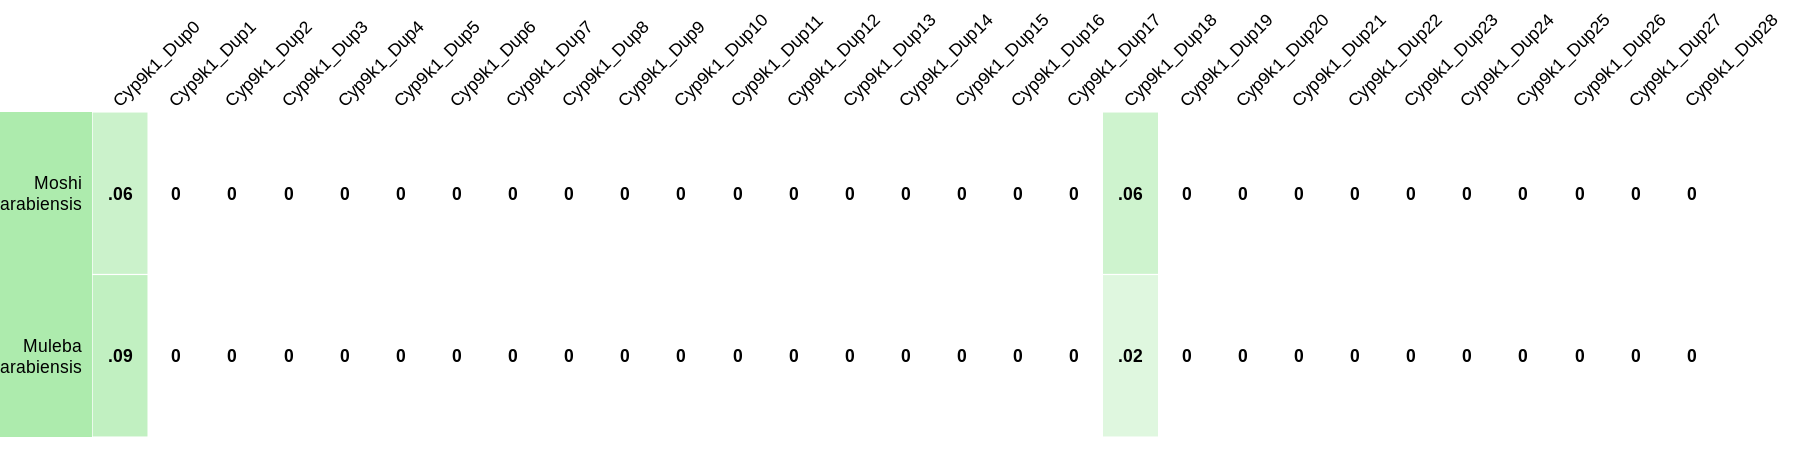 Cyp9k1_Dup0 Cyp9k1_Dup1 Cyp9k1_Dup2 Cyp9k1_Dup3 Cyp9k1_Dup4 Cyp9k1_Dup5 Cyp9k1_Dup6 Cyp9k1_Dup7 Cyp9k1_Dup8 Cyp9k1_Dup9 Cyp9k1_Dup10 Cyp9k1_Dup11 Cyp9k1_Dup12 Cyp9k1_Dup13 Cyp9k1_Dup14 Cyp9k1_Dup15 Cyp9k1_Dup16 Cyp9k1_Dup17 Cyp9k1_Dup18 Cyp9k1_Dup19 Cyp9k1_Dup20 Cyp9k1_Dup21 Cyp9k1_Dup22 Cyp9k1_Dup23 Cyp9k1_Dup24 Cyp9k1_Dup25 Cyp9k1_Dup26 Cyp9k1_Dup27 Cyp9k1_Dup28
Moshi
arabiensis
.06 0 0 0 0 0 0 0 0 0 0 0 0 0 0 0 0 0 .06 0 0 0 0 0 0 0 0 0 0
Muleba
arabiensis
.09 0 0 0 0 0 0 0 0 0 0 0 0 0 0 0 0 0 .02 0 0 0 0 0 0 0 0 0 0